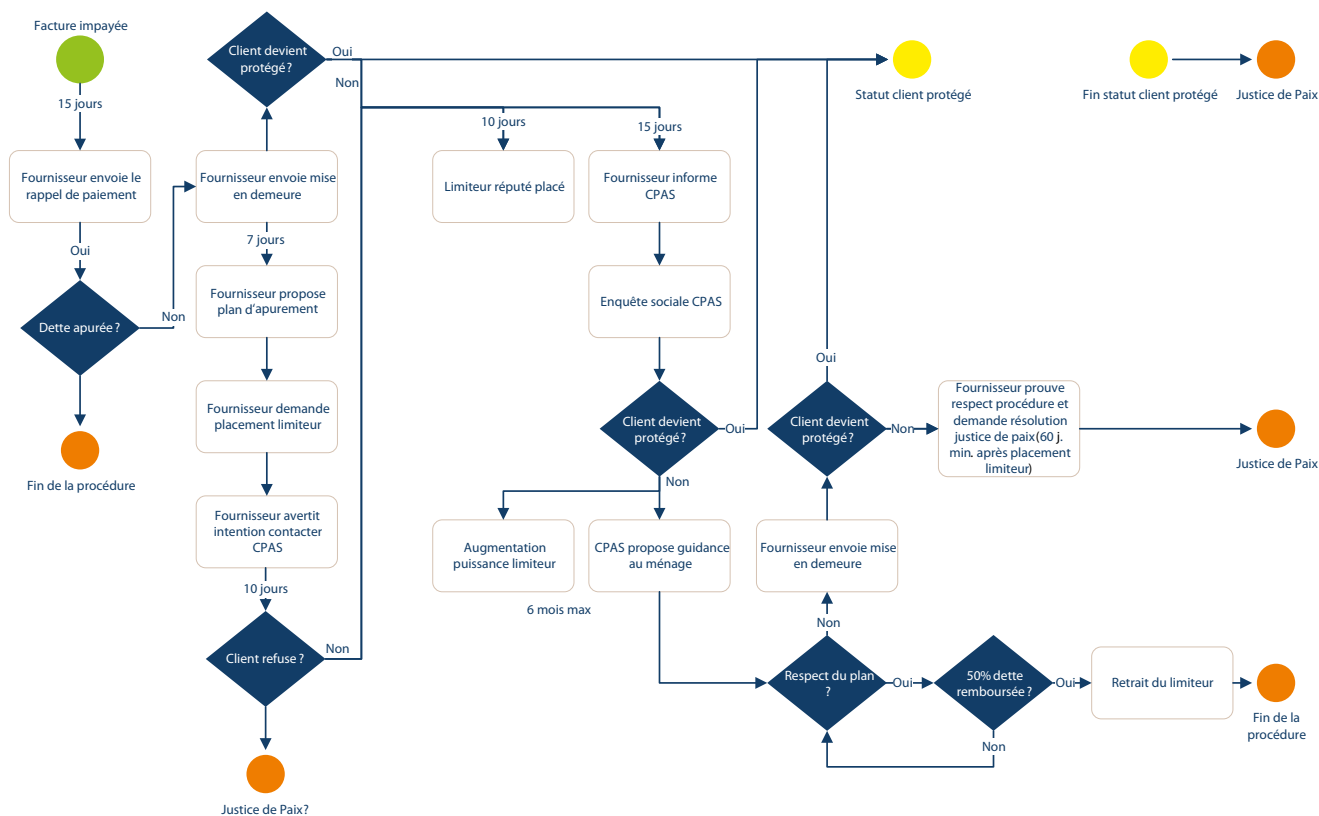 Facture impayée
15 jours
Fournisseur envoie le
rappel de paiement
Oui
Dette apurée ?
Non
Fin de la procédure
Client devient
protégé ?
Oui
Non
Fournisseur envoie mise
en demeure
7 jours
Fournisseur propose
plan d'apurement
Fournisseur demande
placement limiteur
Fournisseur avertit
intention contacter
CPAS
10 jours
Client refuse ?
Non
Justice de Paix?
10 jours
Limiteur réputé placé
15 jours
Fournisseur informe
CPAS
Enquête sociale CPAS
Client devient
protégé ?
Oui
Non
Augmentation
puissance limiteur
CPAS propose guidance
au ménage
6 mois max
Statut client protégé
Fin statut client protégé
Justice de Paix
Oui
Client devient
protégé ?
Non
Fournisseur prouve
respect procédure et
demande résolution
justice de paix(60 j.
min. après placement
limiteur)
Justice de Paix
Fournisseur envoie mise
en demeure
Non
Respect du plan
?
Oui
50% dette
remboursée ?
Oui
Non
Retrait du limiteur
Fin de la
procédure